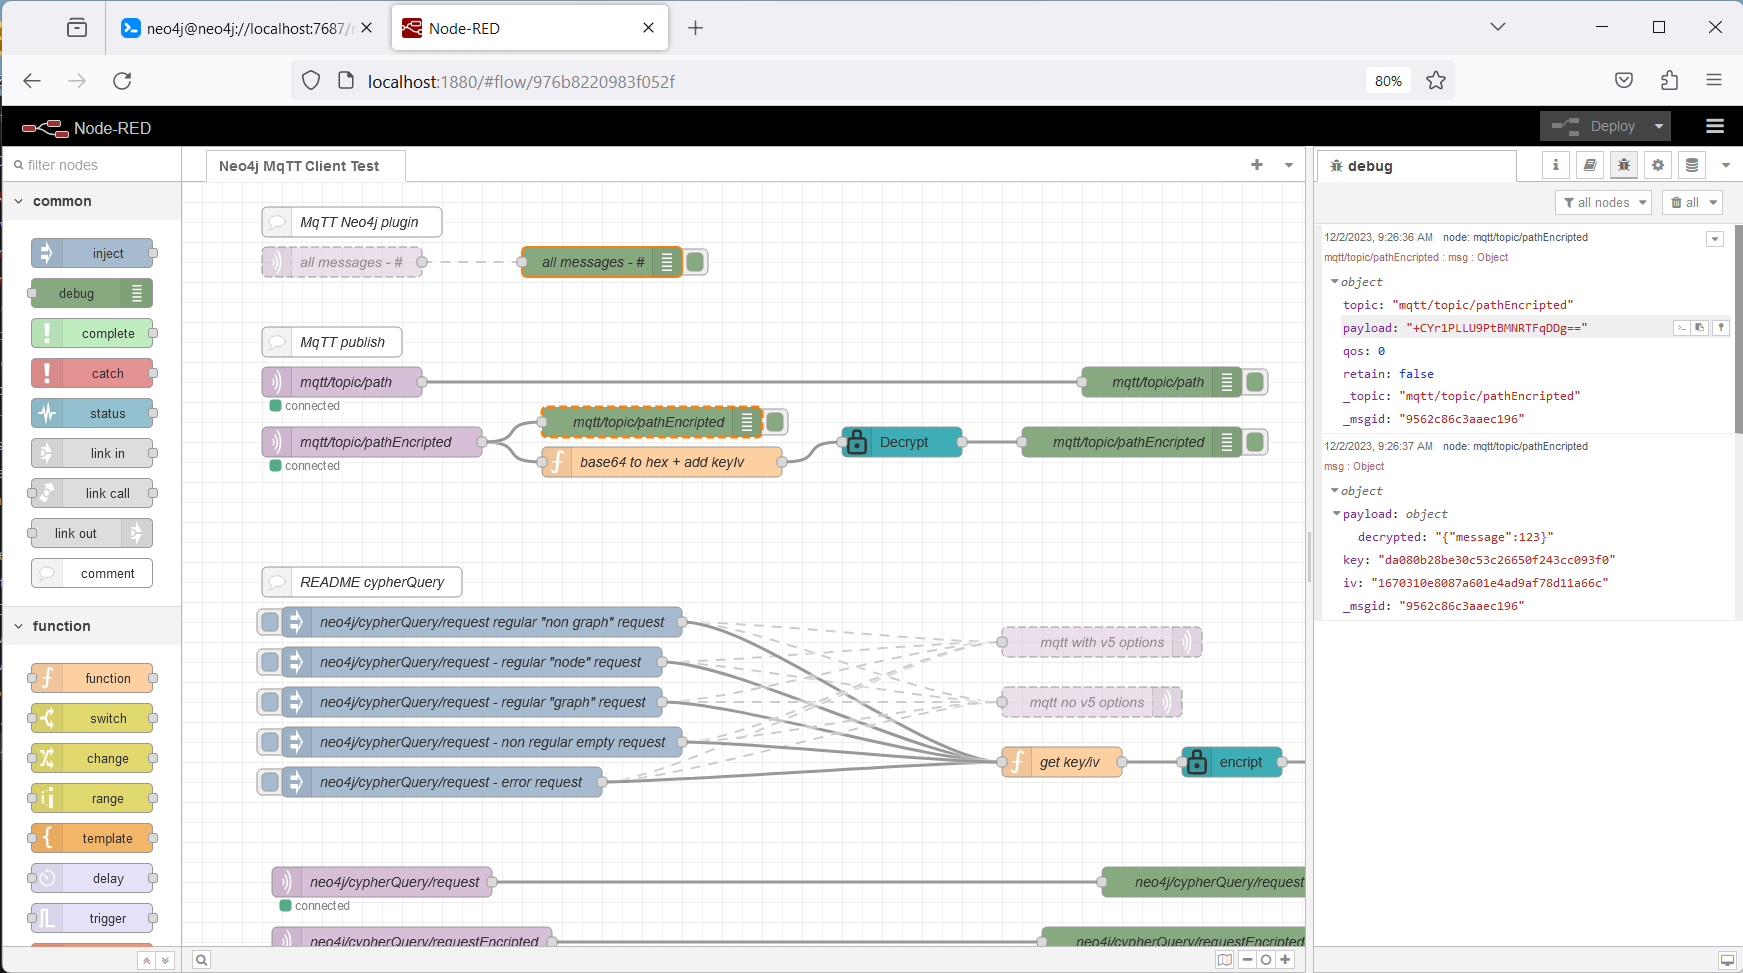 neo4j@neo4j://localhost:7687/
Node-RED
localhost:1880/#flow/976b8220983f052f
80%
Node-RED
Deploy
filter nodes
Neo4j MqTT Client Test
debug
common
all nodes
all
inject
debug
complete
catch
status
link in
link call
link out
comment
function
function
switch
change
range
template
delay
trigger
MqTT Neo4j plugin
all messages - #
all messages - #
MqTT publish
mqtt/topic/path
connected
mqtt/topic/path
mqtt/topic/pathEncripted
connected
mqtt/topic/pathEncripted
base64 to hex + add keyIv
Decrypt
mqtt/topic/pathEncripted
README cypherQuery
neo4j/cypherQuery/request regular "non graph" request
neo4j/cypherQuery/request - regular "node" request
neo4j/cypherQuery/request - regular "graph" request
neo4j/cypherQuery/request - non regular empty request
neo4j/cypherQuery/request - error request
mqtt with v5 options
mqtt no v5 options
get key/iv
encript
neo4j/cypherQuery/request
connected
neo4j/cypherQuery/request
neo4j/cypherQuery/requestEncripted
neo4j/cypherQuery/requestEncripted
12/2/2023, 9:26:36 AM node: mqtt/topic/pathEncripted
mqtt/topic/pathEncripted : msg : Object
object
topic: "mqtt/topic/pathEncripted"
payload: "+CYr1PLLU9PtBMNRTFqDDg=="
qos: 0
retain: false
_topic: "mqtt/topic/pathEncripted"
_msgid: "9562c86c3aaec196"
12/2/2023, 9:26:37 AM node: mqtt/topic/pathEncripted
msg : Object
object
payload: object
decrypted: "{"message":123}"
key: "da080b28be30c53c26650f243cc093f0"
iv: "1670310e8087a601e4ad9af78d11a66c"
_msgid: "9562c86c3aaec196"